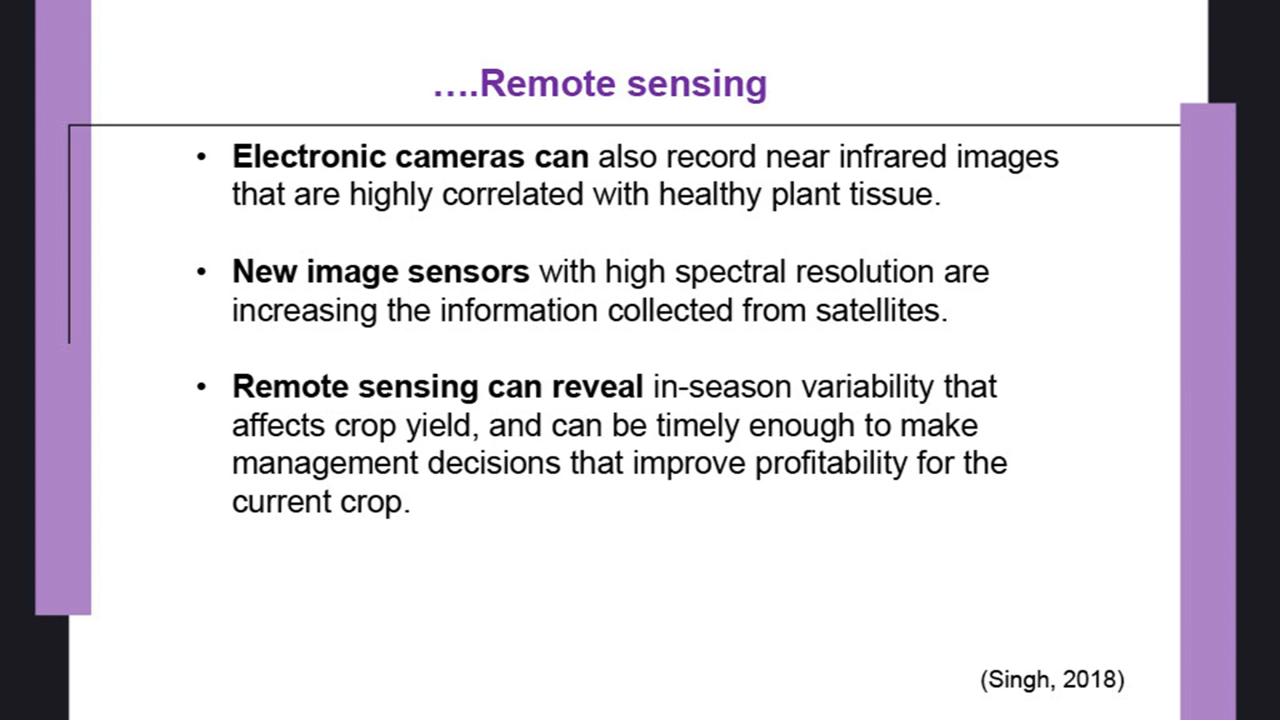 ....Remote sensing
• Electronic cameras can also record near infrared images
that are highly correlated with healthy plant tissue.
• New image sensors with high spectral resolution are
increasing the information collected from satellites.
• Remote sensing can reveal in-season variability that
affects crop yield, and can be timely enough to make
management decisions that improve profitability for the
current crop.
(Singh, 2018)